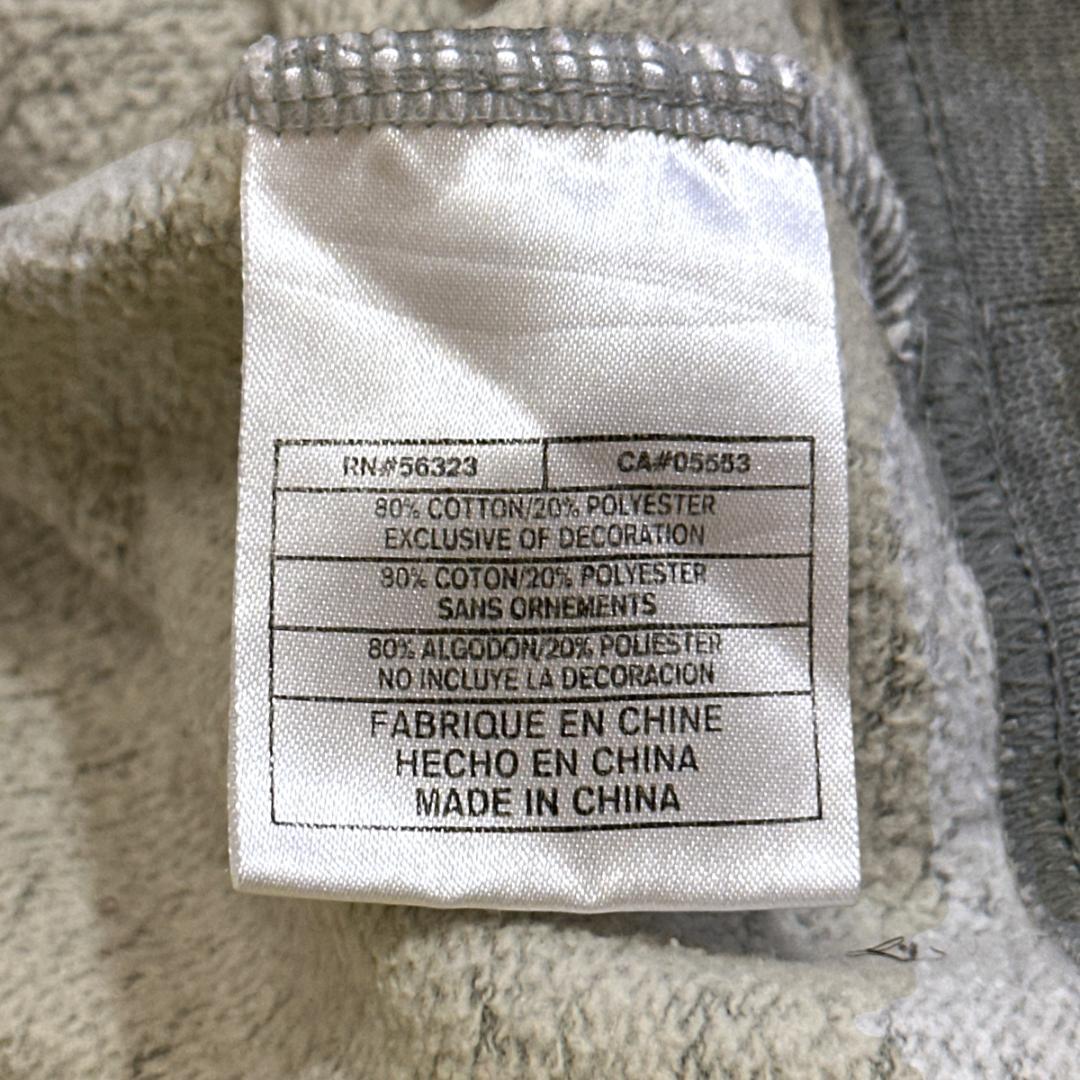 RN#56323
CA#05553
80% COTTON/20% POLYESTER
EXCLUSIVE OF DECORATION
80% COTON/20% POLYESTER
SANS ORNEMENTS
80% ALGODON/20% POLIESTER
NO INCLUYE LA DECORACION
FABRIQUE EN CHINE
HECHO EN CHINA
MADE IN CHINA